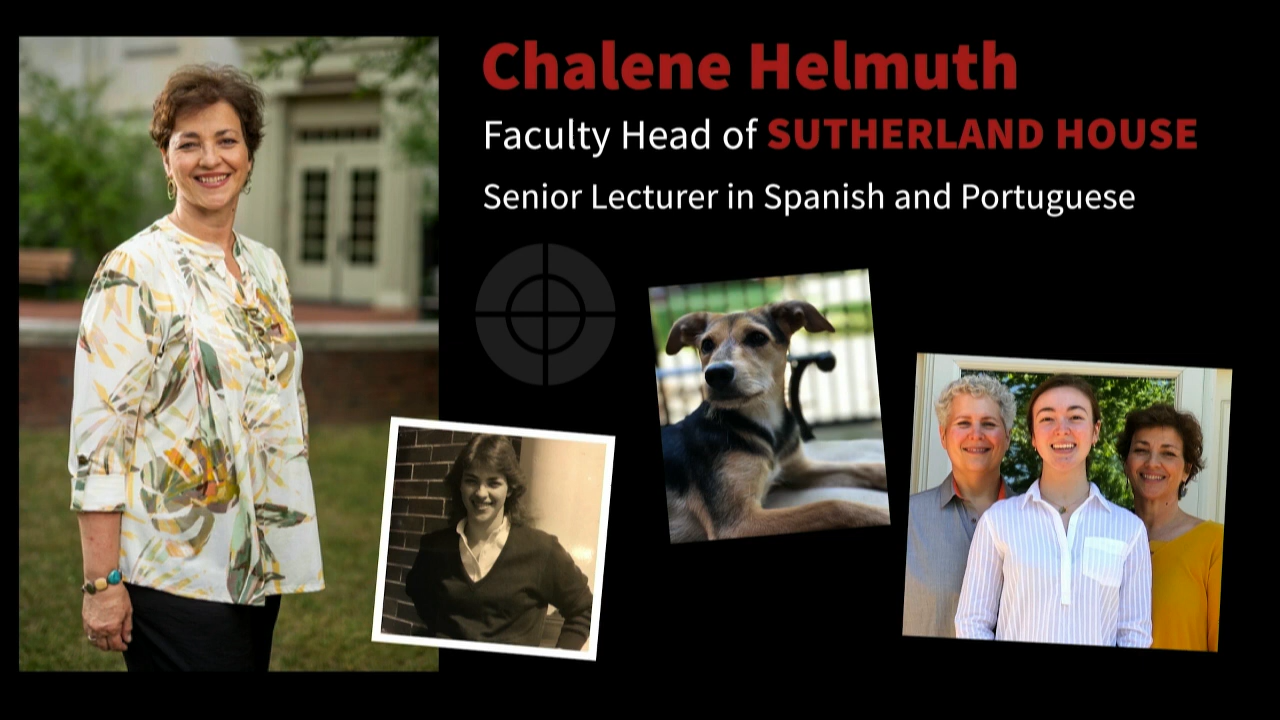 Chalene Helmuth
Faculty Head of SUTHERLAND HOUSE
Senior Lecturer in Spanish and Portuguese